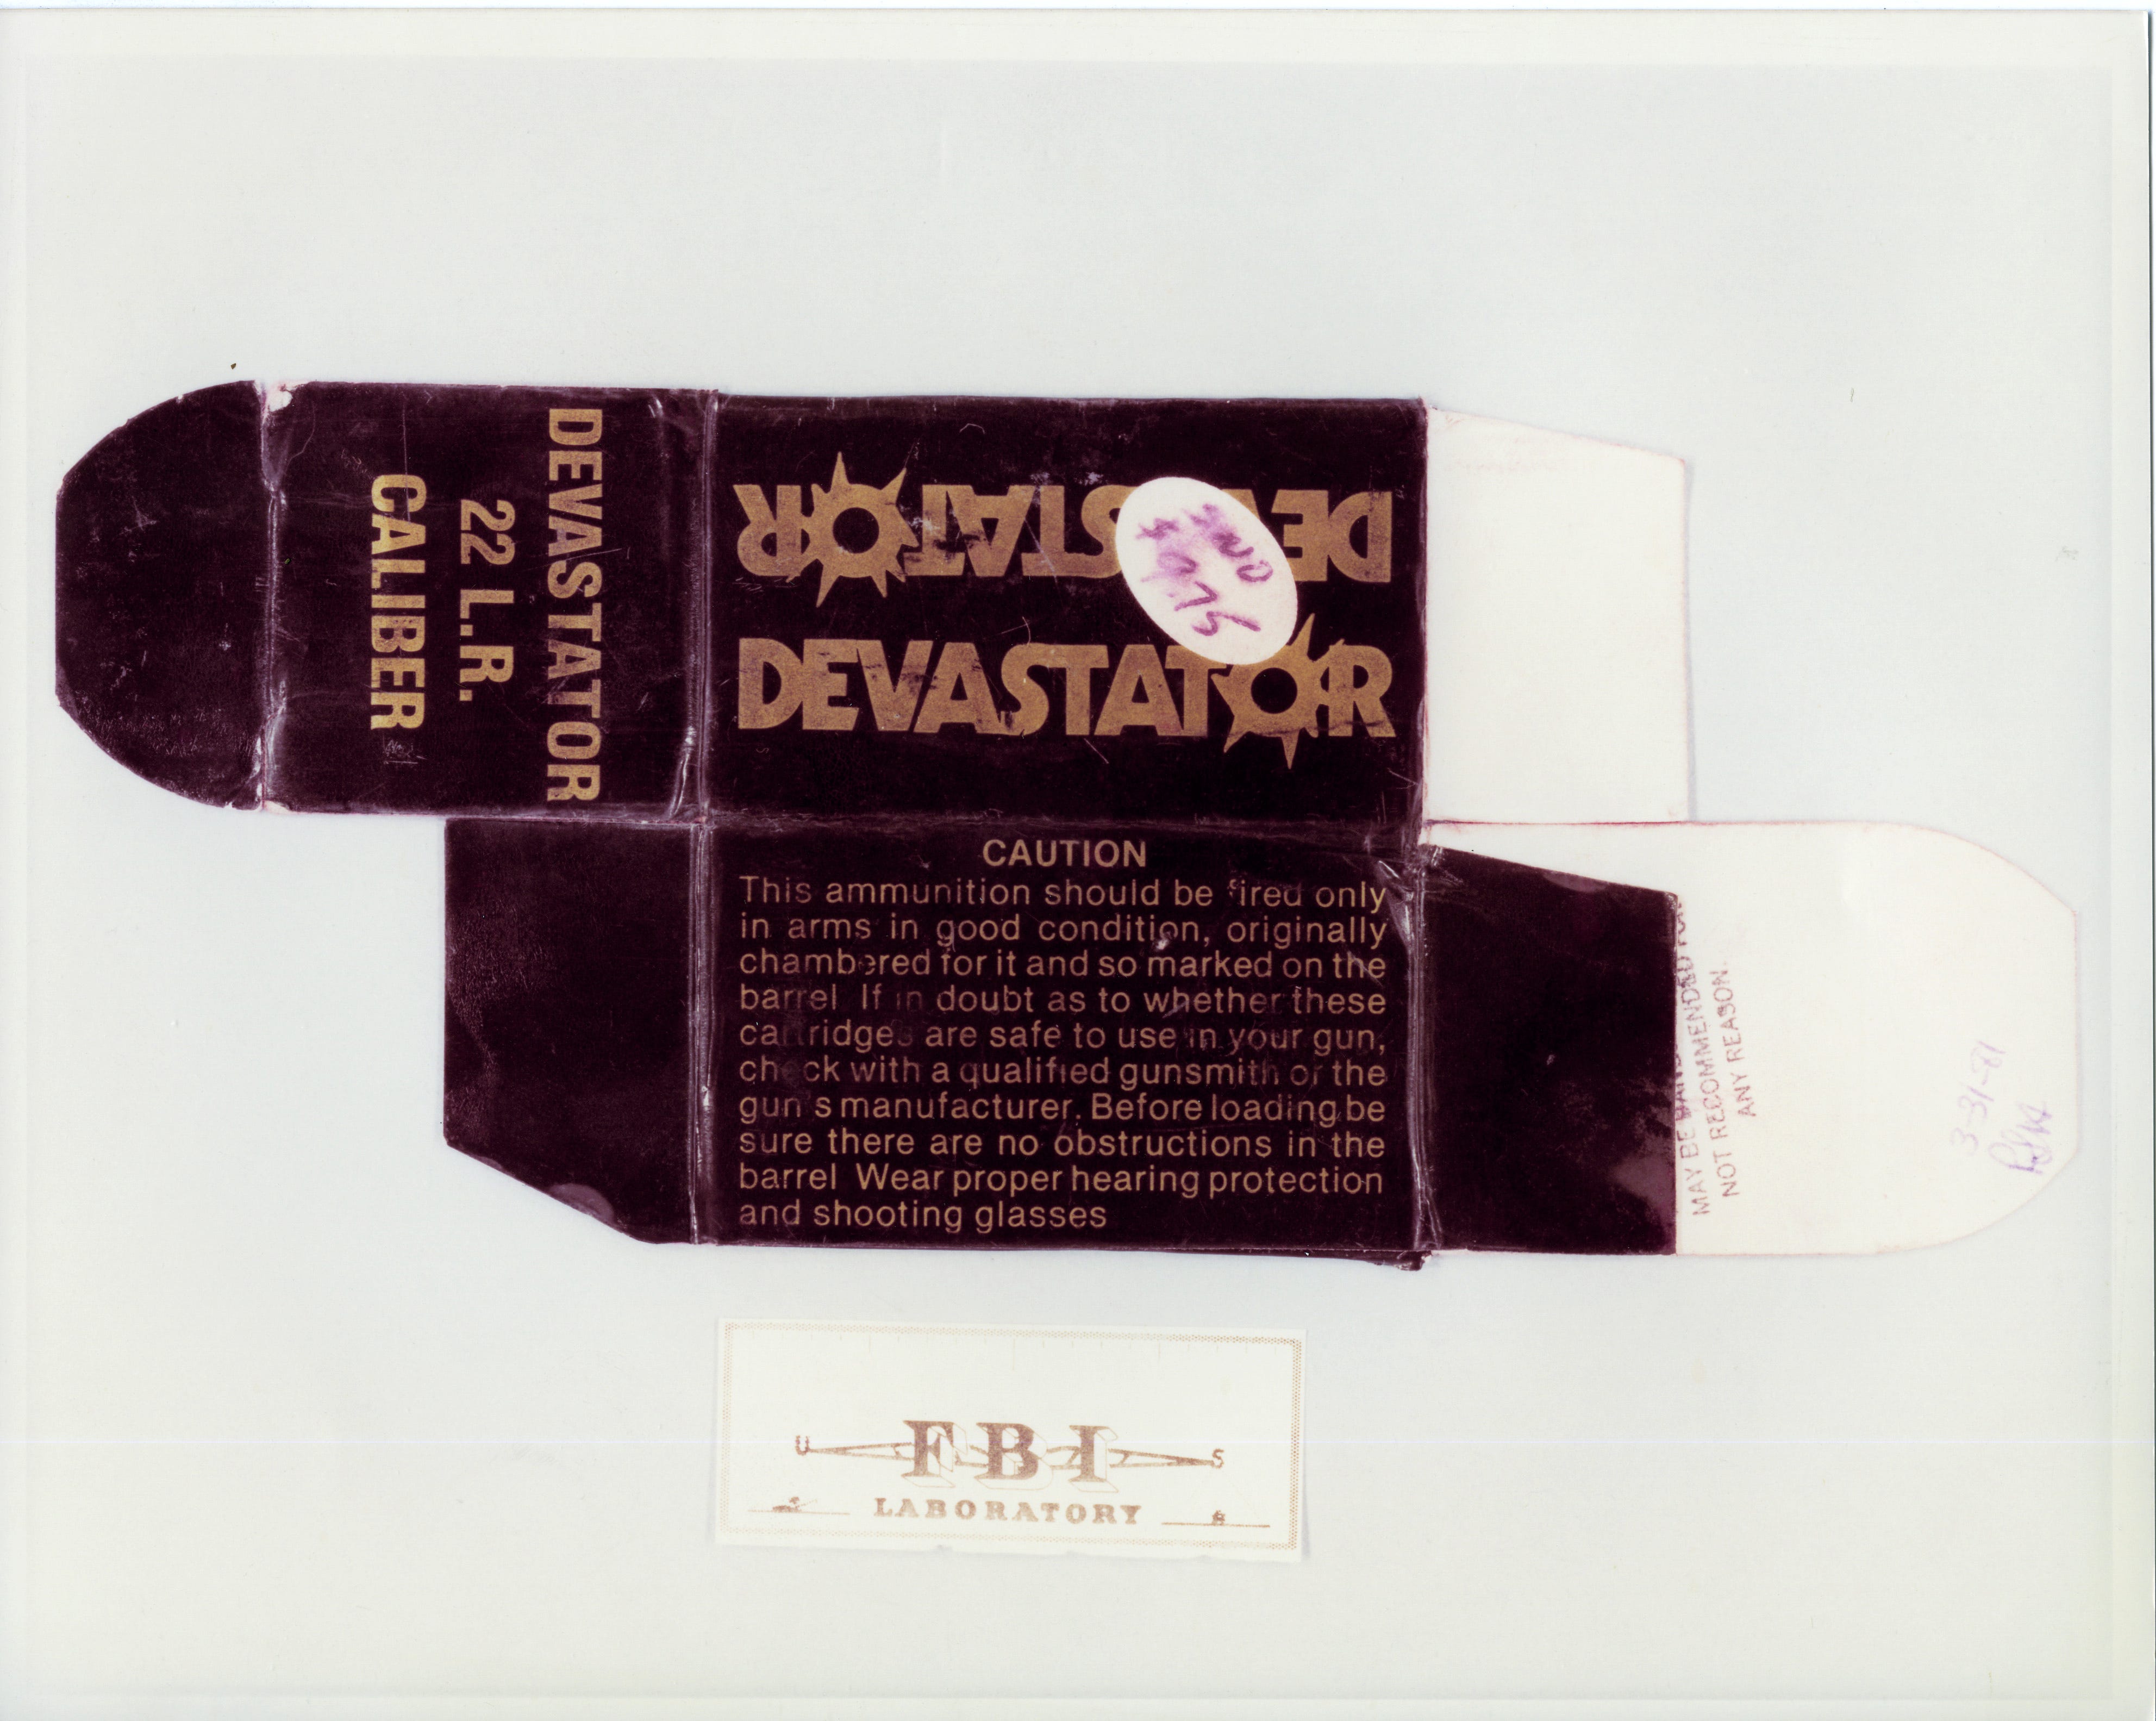 DEVASTATOR
22 L.R.
CALIBER
DEVASTATOR
DEVASTATOR
CAUTION
This ammunition should be fired only
in arms in good condition, originally
chambered for it and so marked on the
barrel If in doubt as to whether these
cartridges are safe to use in your gun,
check with a qualified gunsmith or the
gun s manufacturer. Before loading be
sure there are no obstructions in the
barrel Wear proper hearing protection
and shooting glasses
MAY BE
NOT RECOMMENDED
ANY REASON.
3-31-81
U FBI S
LABORATORY